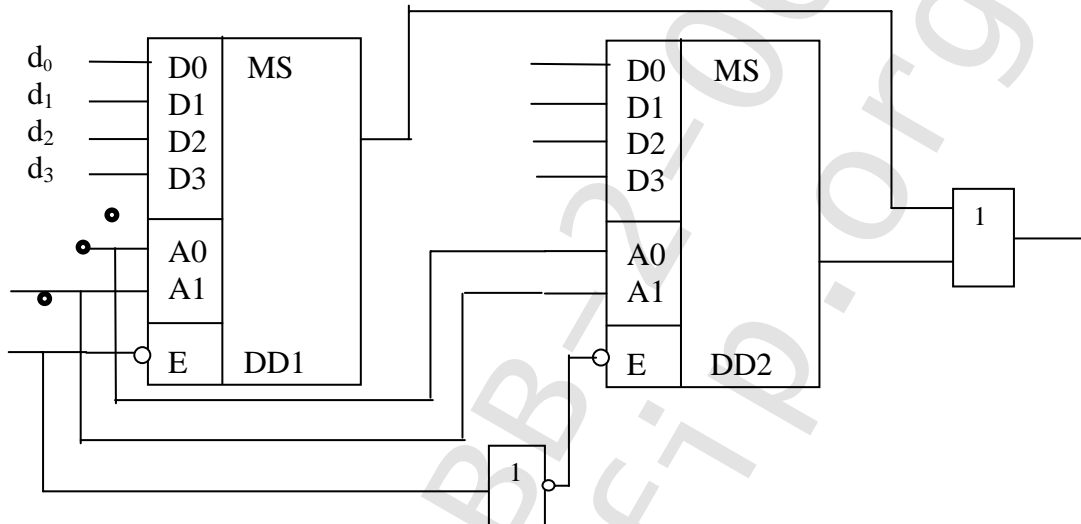 d₀ D0 MS
d₁ D1
d₂ D2
d₃ D3
A0
A1
E DD1
D0 MS
D1
D2
D3
A0
A1
E DD2
1
1